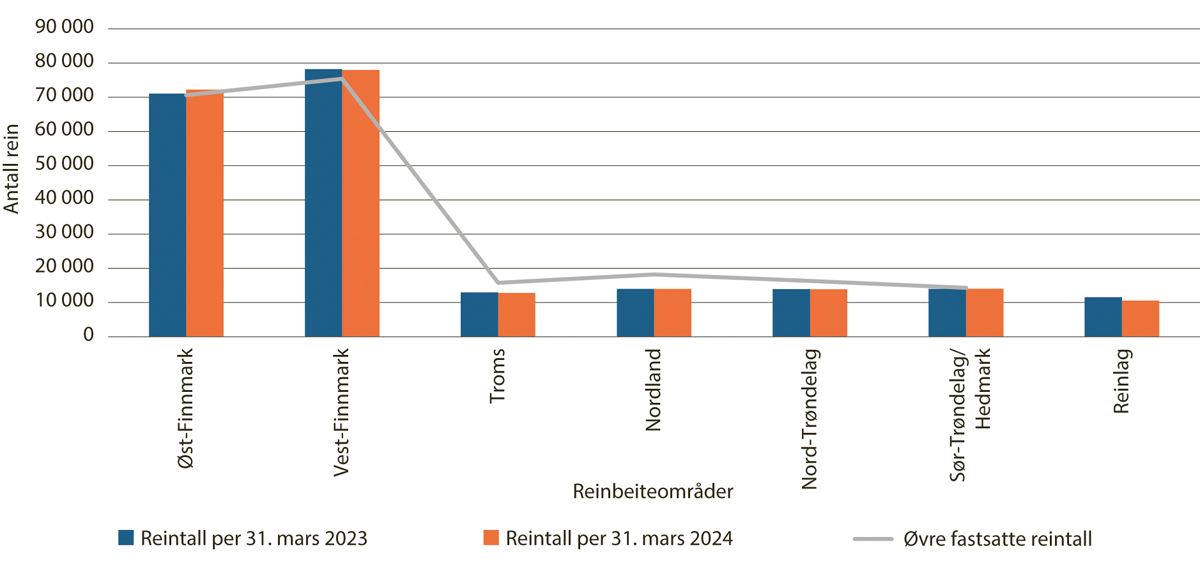 90 000
80 000
70 000
60 000
50 000
40 000
30 000
20 000
10 000
0
Antall rein
Øst-Finnmark
Vest-Finnmark
Troms
Nordland
Nord-Trøndelag
Sør-Trøndelag/
Hedmark
Reinlag
Reinbeiteområder
Reintall per 31. mars 2023
Reintall per 31. mars 2024
Øvre fastsatte reintall